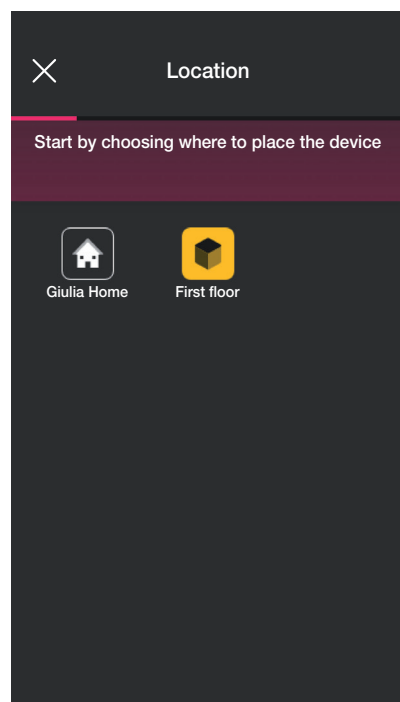 Location
Start by choosing where to place the device
Giulia Home
First floor